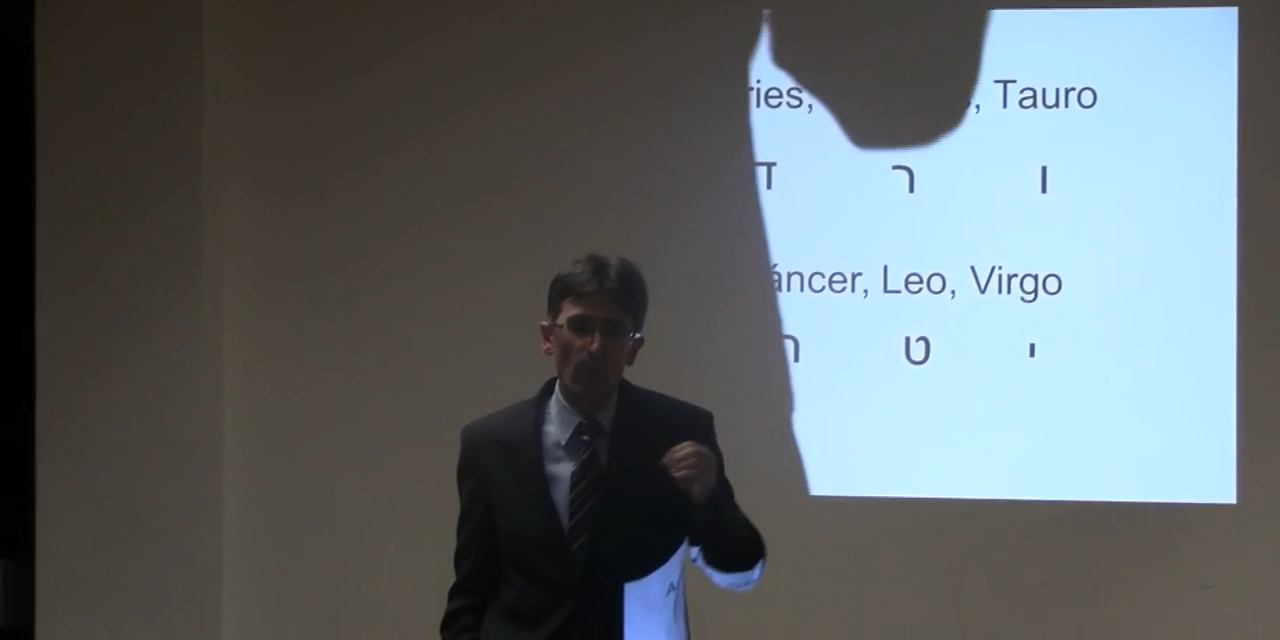 ries, , Tauro
ו ר ד
áncer, Leo, Virgo
י ט